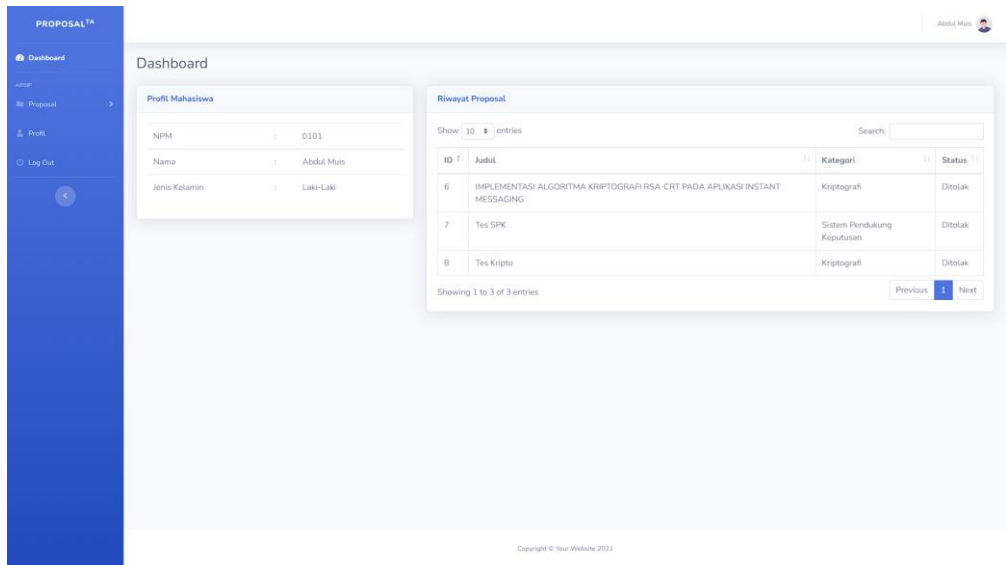 PROPOSAL TA
Abdul Muis
Dashboard
ARSIP
Proposal
Profil
Log Out
Dashboard
Profil Mahasiswa
NPM : 0101
Nama : Abdul Muis
Jenis Kelamin : Laki-Laki
Riwayat Proposal
Show 10 entries
Search:
ID Judul Kategori Status
6 IMPLEMENTASI ALGORITMA KRIPTOGRAFI RSA-CRT PADA APLIKASI INSTANT Kriptografi Ditolak
MESSAGING
7 Tes SPK Sistem Pendukung Ditolak
Keputusan
8 Tes Kripto Kriptografi Ditolak
Showing 1 to 3 of 3 entries
Previous 1 Next
Copyright © Your Website 2021